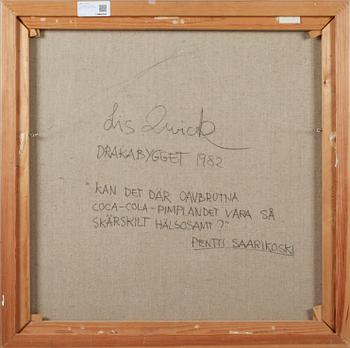 Lis Zwick
DRAKABYGGET 1982
"KAN DET DÄR OAVBRUTNA
COCA-COLA-PIMPLANDET VARA SÅ
SKÄRSKILT HÄLSOSAMT?"
PENTTI SAARIKOSKI